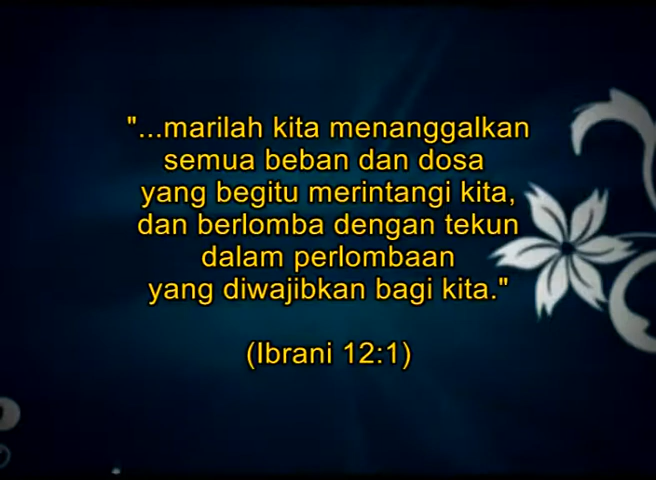 "...marilah kita menanggalkan
semua beban dan dosa
yang begitu merintangi kita,
dan berlomba dengan tekun
dalam perlombaan
yang diwajibkan bagi kita."
(Ibrani 12:1)